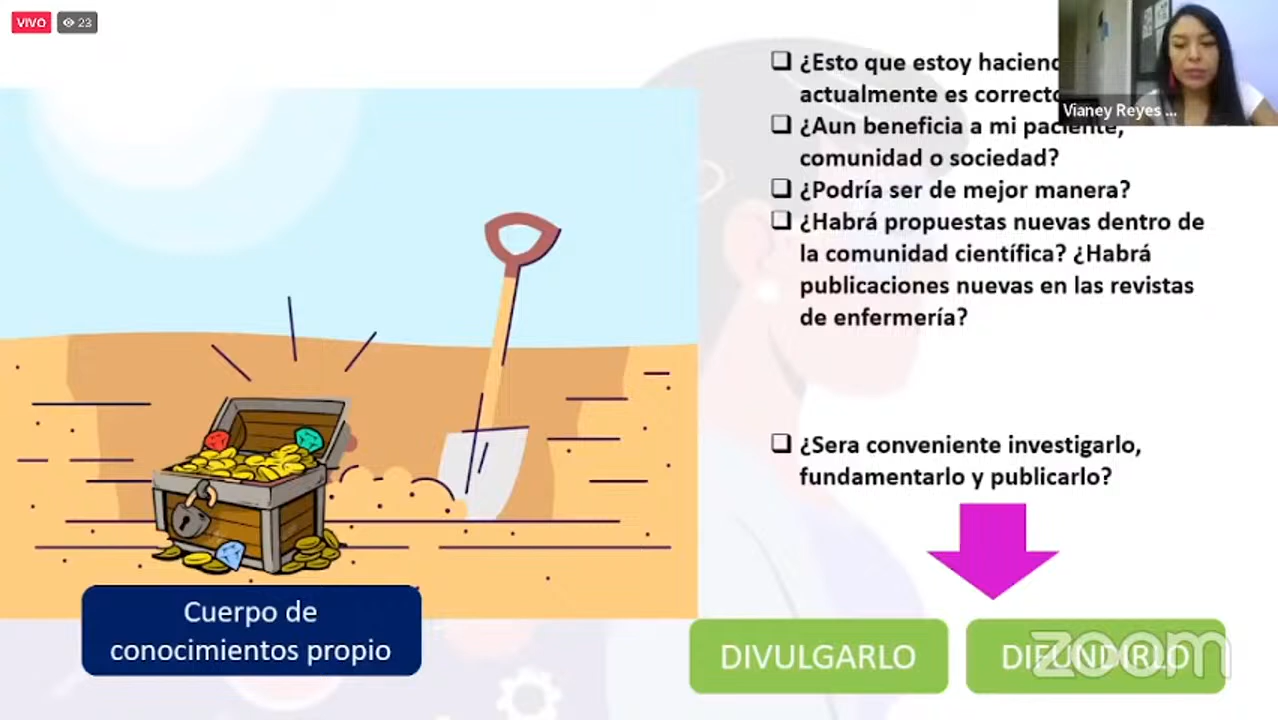 VIVO 23
¿Esto que estoy
actualmente es correcto
¿Aun beneficia a mi paciente,
comunidad o sociedad?
¿Podría ser de mejor manera?
¿Habrá propuestas nuevas dentro de
la comunidad científica? ¿Habrá
publicaciones nuevas en las revistas
de enfermería?
¿Sera conveniente investigarlo,
fundamentarlo y publicarlo?
Vianey Reyes ...
Cuerpo de
conocimientos propio
DIVULGARLO
DIFUNDIRLO
zoom